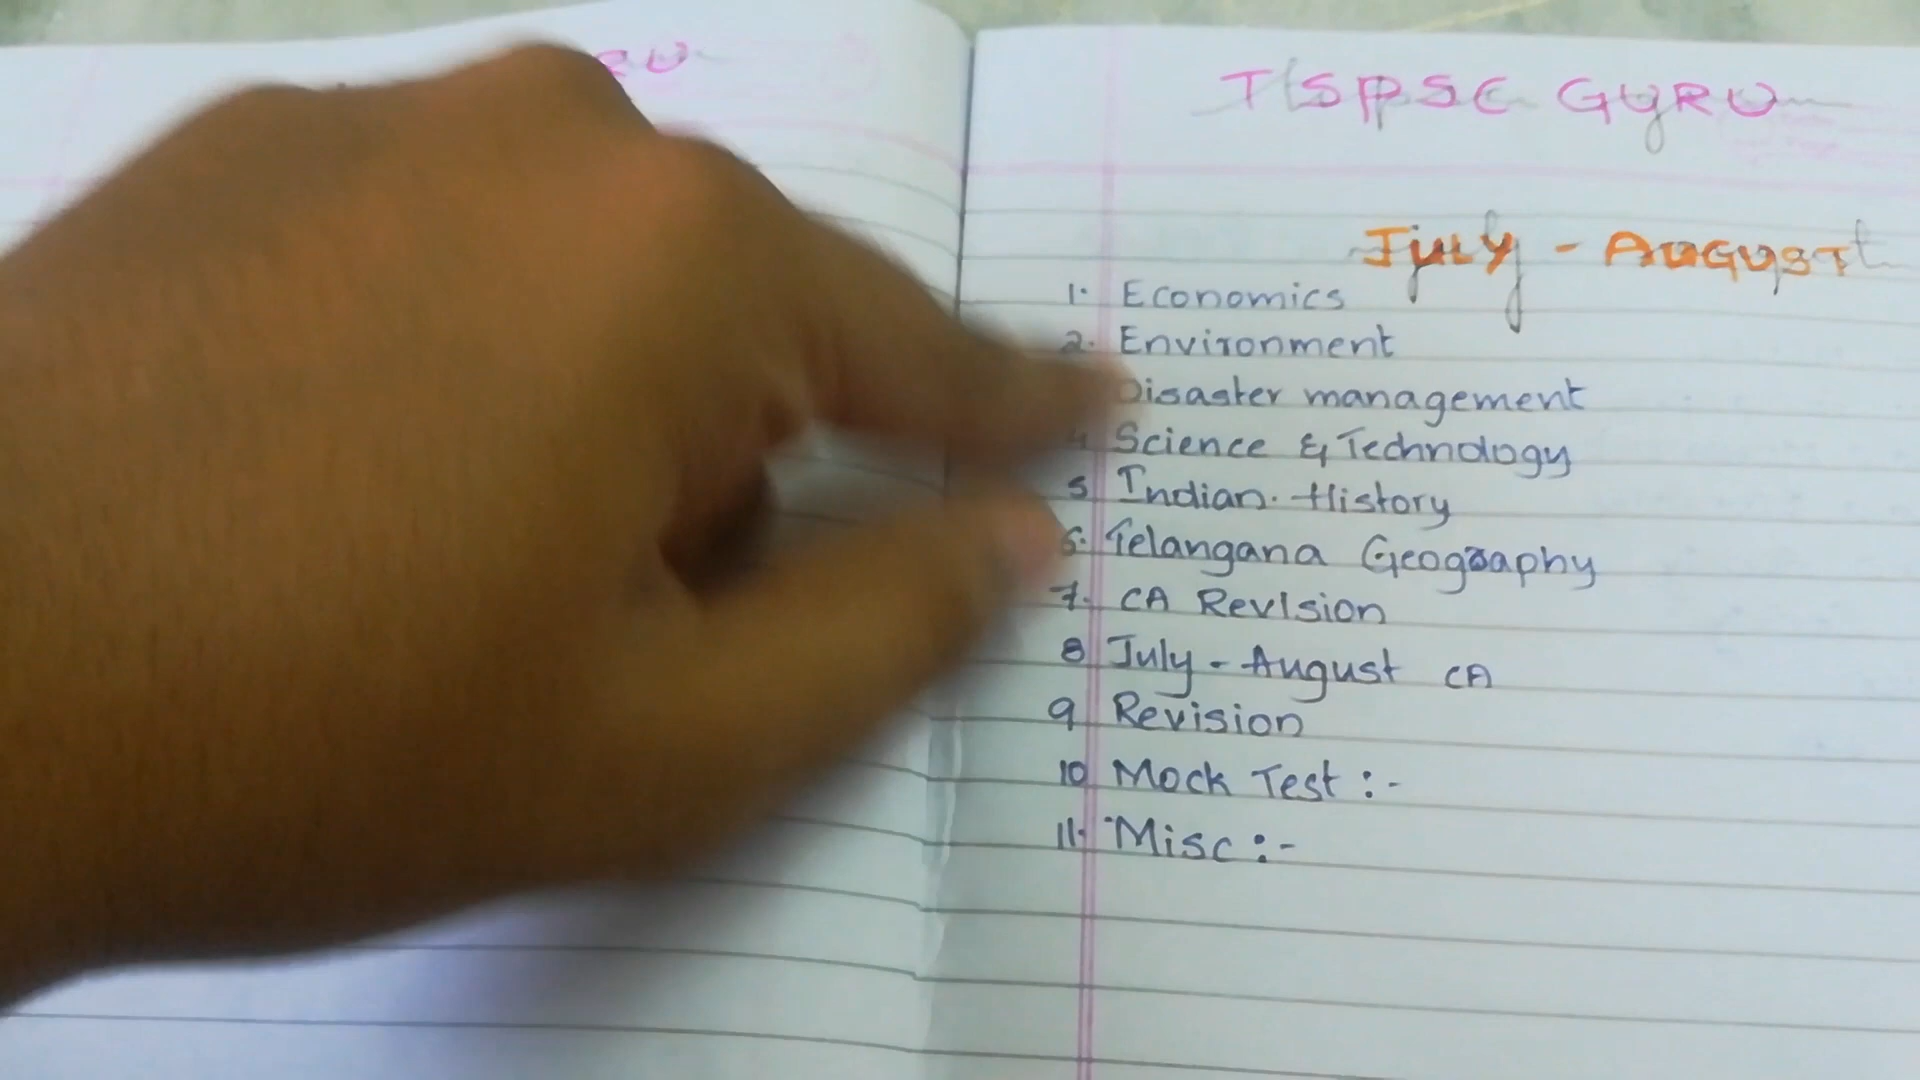 TSPSC GURU
July - AUGUST
1. Economics
2. Environment
Disaster management
4 Science & Technology
5 Indian. History
6. Telangana Geography
7. CA Revision
8 July - August CA
9 Revision
10 Mock Test :-
11. Misc :-